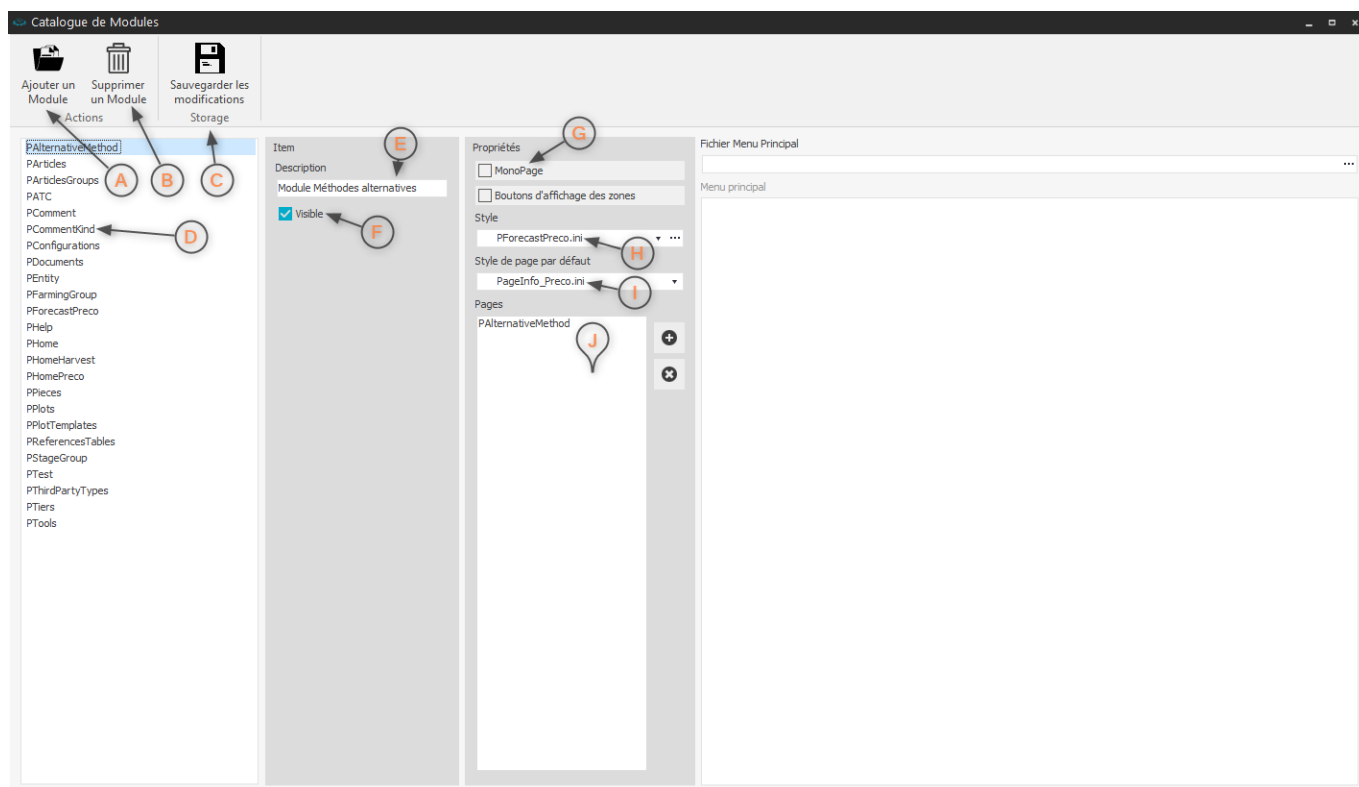 Catalogue de Modules
Ajouter un
Module
Supprimer
un Module
Sauvegarder les
modifications
Actions
Storage
PAlternativeMethod
PArticles
PArticlesGroups
PATC
PComment
PCommentKind
PConfigurations
PDocuments
PEntity
PFarmingGroup
PForecastPreco
PHelp
PHome
PHomeHarvest
PHomePreco
PPieces
PPlots
PPlotTemplates
PReferencesTables
PStageGroup
PTest
PThirdPartyTypes
PTiers
PTools
A
B
C
D
Item
Description
Module Méthodes alternatives
Visible
E
F
Propriétés
MonoPage
Boutons d'affichage des zones
Style
PForecastPreco.ini
Style de page par défaut
PageInfo_Preco.ini
Pages
PAlternativeMethod
G
H
I
J
Fichier Menu Principal
Menu principal